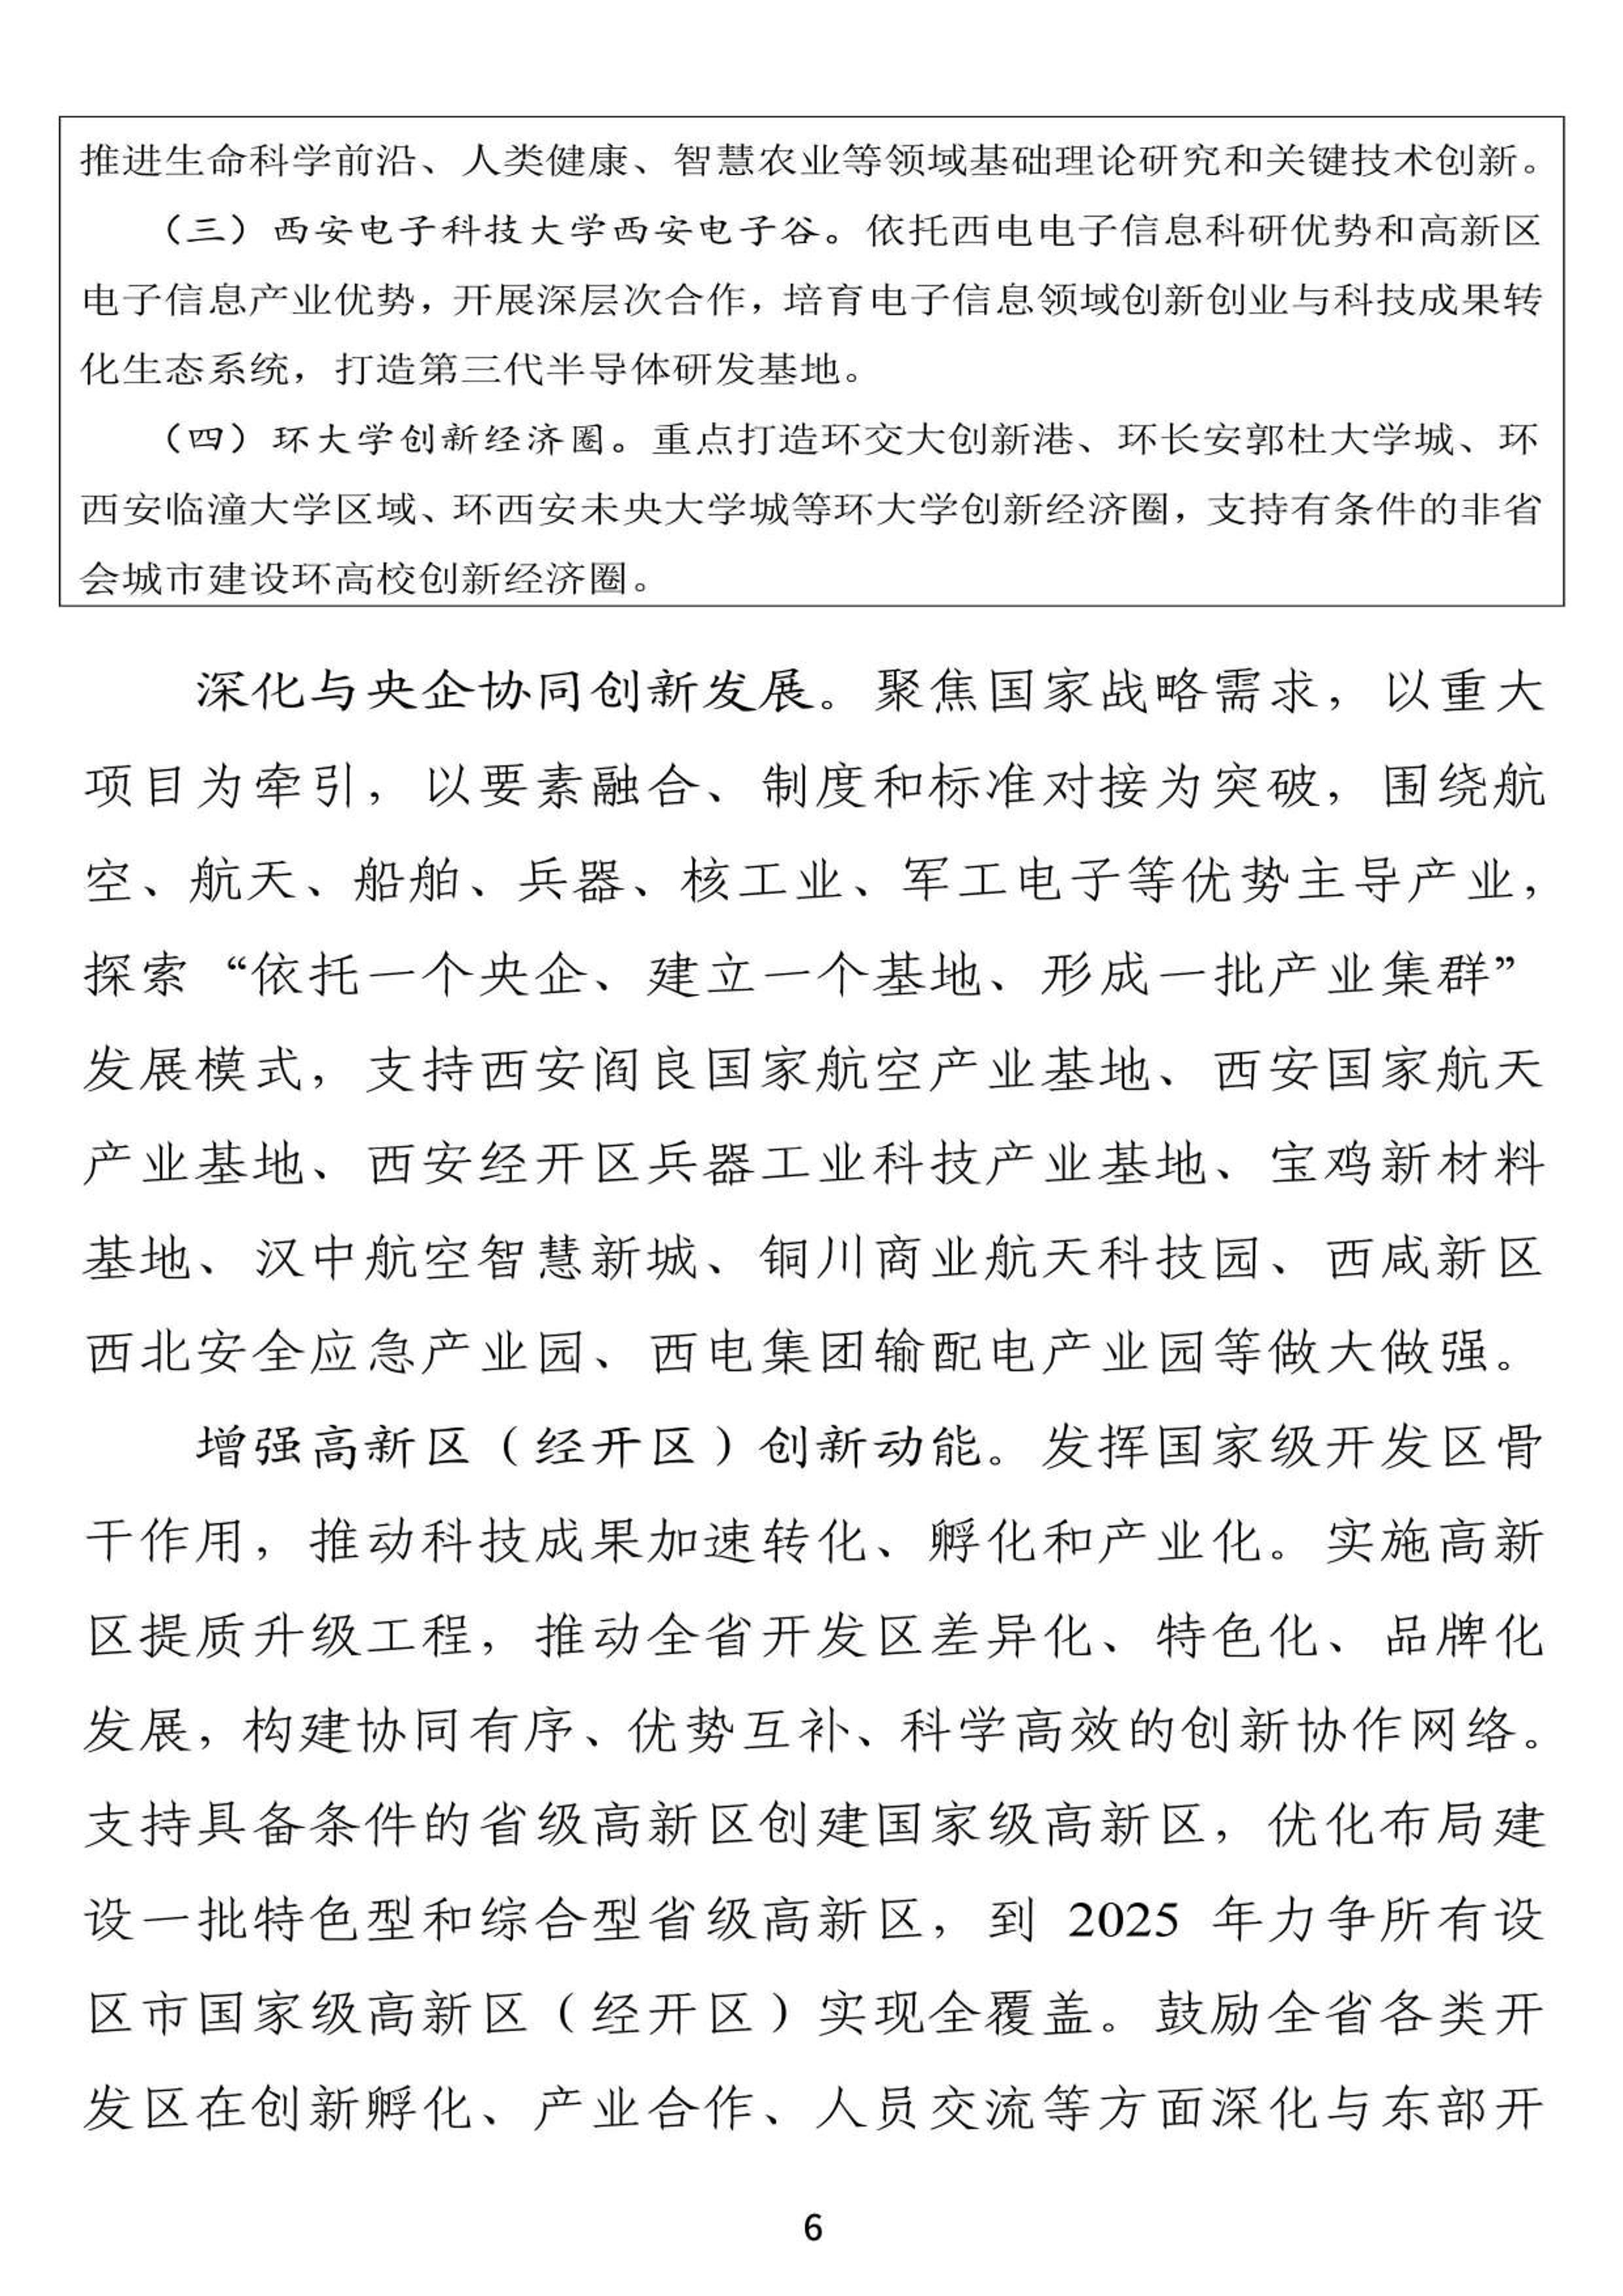 推进生命科学前沿、人类健康、智慧农业等领域基础理论研究和关键技术创新。
（三）西安电子科技大学西安电子谷。依托西电电子信息科研优势和高新区
电子信息产业优势，开展深层次合作，培育电子信息领域创新创业与科技成果转
化生态系统，打造第三代半导体研发基地。
（四）环大学创新经济圈。重点打造环交大创新港、环长安郭杜大学城、环
西安临潼大学区域、环西安未央大学城等环大学创新经济圈，支持有条件的非省
会城市建设环高校创新经济圈。
深化与央企协同创新发展。聚焦国家战略需求，以重大
项目为牵引，以要素融合、制度和标准对接为突破，围绕航
空、航天、船舶、兵器、核工业、军工电子等优势主导产业，
探索“依托一个央企、建立一个基地、形成一批产业集群”
发展模式，支持西安阎良国家航空产业基地、西安国家航天
产业基地、西安经开区兵器工业科技产业基地、宝鸡新材料
基地、汉中航空智慧新城、铜川商业航天科技园、西咸新区
西北安全应急产业园、西电集团输配电产业园等做大做强。
增强高新区（经开区）创新动能。发挥国家级开发区骨
干作用，推动科技成果加速转化、孵化和产业化。实施高新
区提质升级工程，推动全省开发区差异化、特色化、品牌化
发展，构建协同有序、优势互补、科学高效的创新协作网络。
支持具备条件的省级高新区创建国家级高新区，优化布局建
设一批特色型和综合型省级高新区，到 2025 年力争所有设
区市国家级高新区（经开区）实现全覆盖。鼓励全省各类开
发区在创新孵化、产业合作、人员交流等方面深化与东部开
6